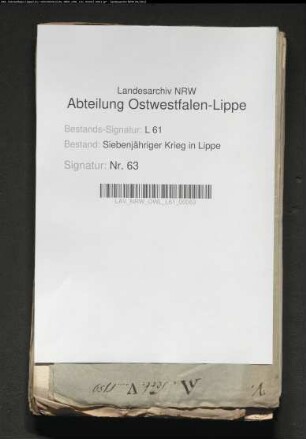 Landesarchiv NRW
Abteilung Ostwestfalen-Lippe
Bestands-Signatur: L 61
Bestand: Siebenjähriger Krieg in Lippe
Signatur: Nr. 63